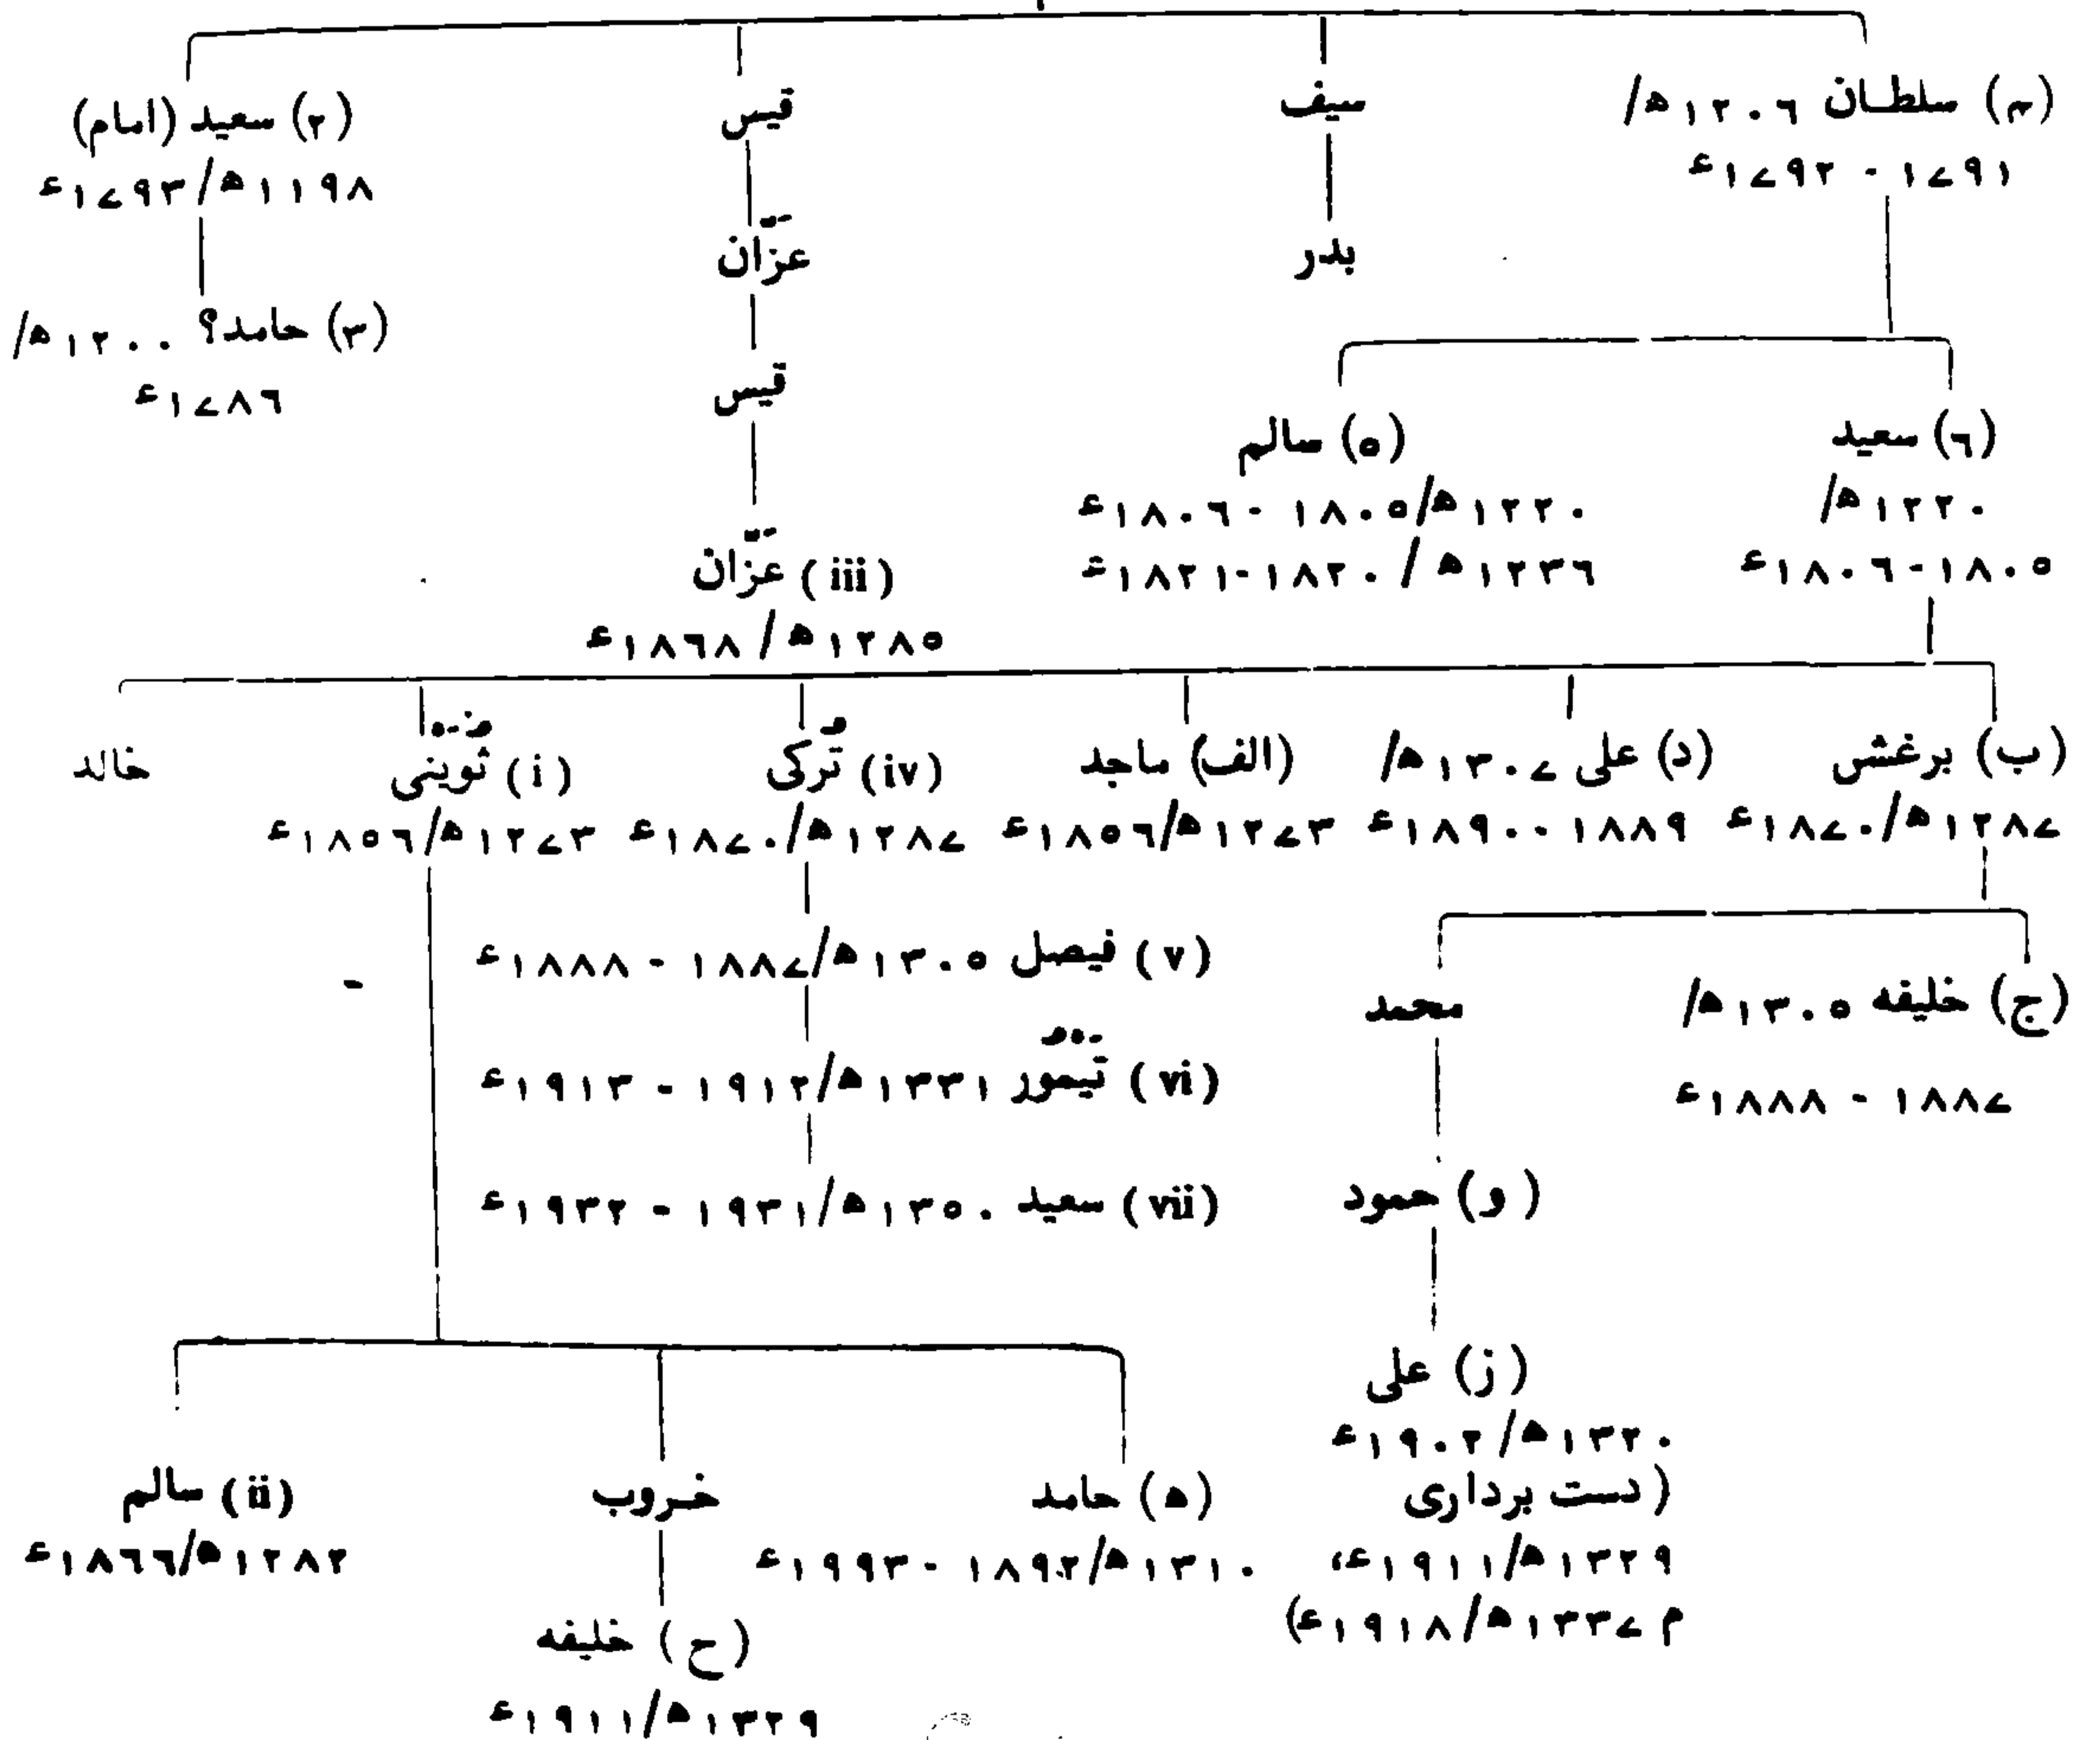 (۴) سلطان ۱۲۰۶ھ/
۱۷۹۱ - ۱۷۹۲ء
سیف
قیس
(۲) سعید (امام)
۱۱۹۸ھ/۱۷۹۳ء
بدر
عزّان
(۳) حامد؟ ۱۲۰۰ھ/
۱۷۸۶ء
قیس
(۶) سعید
۱۲۲۰ھ/
۱۸۰۵-۱۸۰۶ء
(۵) سالم
۱۲۲۰ھ/۱۸۰۵ - ۱۸۰۶ء
۱۲۳۶ھ/۱۸۲۰-۱۸۲۱ء
(iii) عزّان
۱۲۸۵ھ/۱۸۶۸ء
(ب) برغش
۱۲۸۷ھ/۱۸۷۰ء
(د) علی ۱۳۰۷ھ/
۱۸۸۹ - ۱۸۹۰ء
(الف) ماجد
۱۲۷۳ھ/۱۸۵۶ء
(iv) تُرکی
۱۲۸۷ھ/۱۸۷۰ء
(i) ثُوَینی
۱۲۷۳ھ/۱۸۵۶ء
خالد
(ج) خلیفه ۱۳۰۵ھ/
۱۸۸۷ - ۱۸۸۸ء
محمد
(v) فیصل ۱۳۰۵ھ/۱۸۸۷ - ۱۸۸۸ء
(vi) تیمور ۱۳۳۱ھ/۱۹۱۲ - ۱۹۱۳ء
(و) حمود
(vii) سعید ۱۳۵۰ھ/۱۹۳۱ - ۱۹۳۲ء
(ز) علی
۱۳۲۰ھ/۱۹۰۲ء
(دست برداری
۱۳۲۹ھ/۱۹۱۱ء،
م ۱۳۳۷ھ/۱۹۱۸ء)
(ھ) حامد
۱۳۱۰ھ/۱۸۹۲ - ۱۹۹۳ء
خروب
(ii) سالم
۱۲۸۲ھ/۱۸۶۶ء
(ح) خلیفه
۱۳۲۹ھ/۱۹۱۱ء